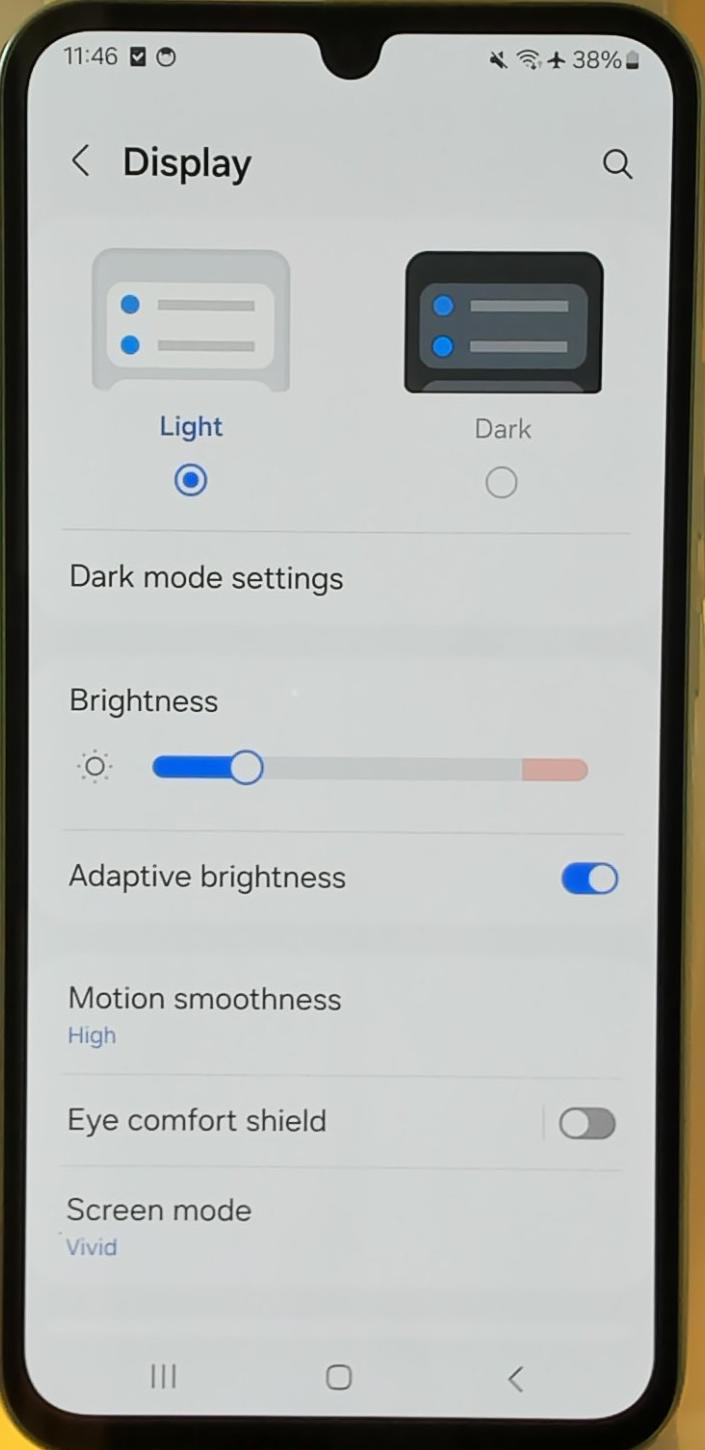 11:46
38%
Display
Light
Dark
Dark mode settings
Brightness
Adaptive brightness
Motion smoothness
High
Eye comfort shield
Screen mode
Vivid